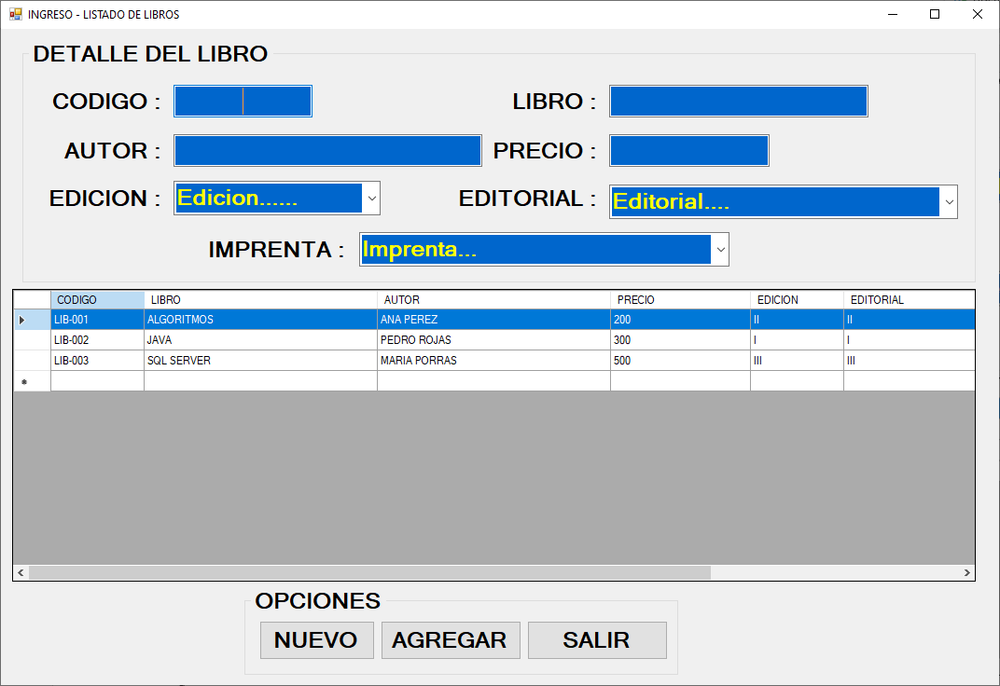 INGRESO - LISTADO DE LIBROS
DETALLE DEL LIBRO
CODIGO : LIBRO :
AUTOR : PRECIO :
EDICION : Edicion...... EDITORIAL : Editorial....
IMPRENTA : Imprenta...
CODIGO LIBRO AUTOR PRECIO EDICION EDITORIAL
LIB-001 ALGORITMOS ANA PEREZ 200 II II
LIB-002 JAVA PEDRO ROJAS 300 I I
LIB-003 SQL SERVER MARIA PORRAS 500 III III
OPCIONES
NUEVO AGREGAR SALIR